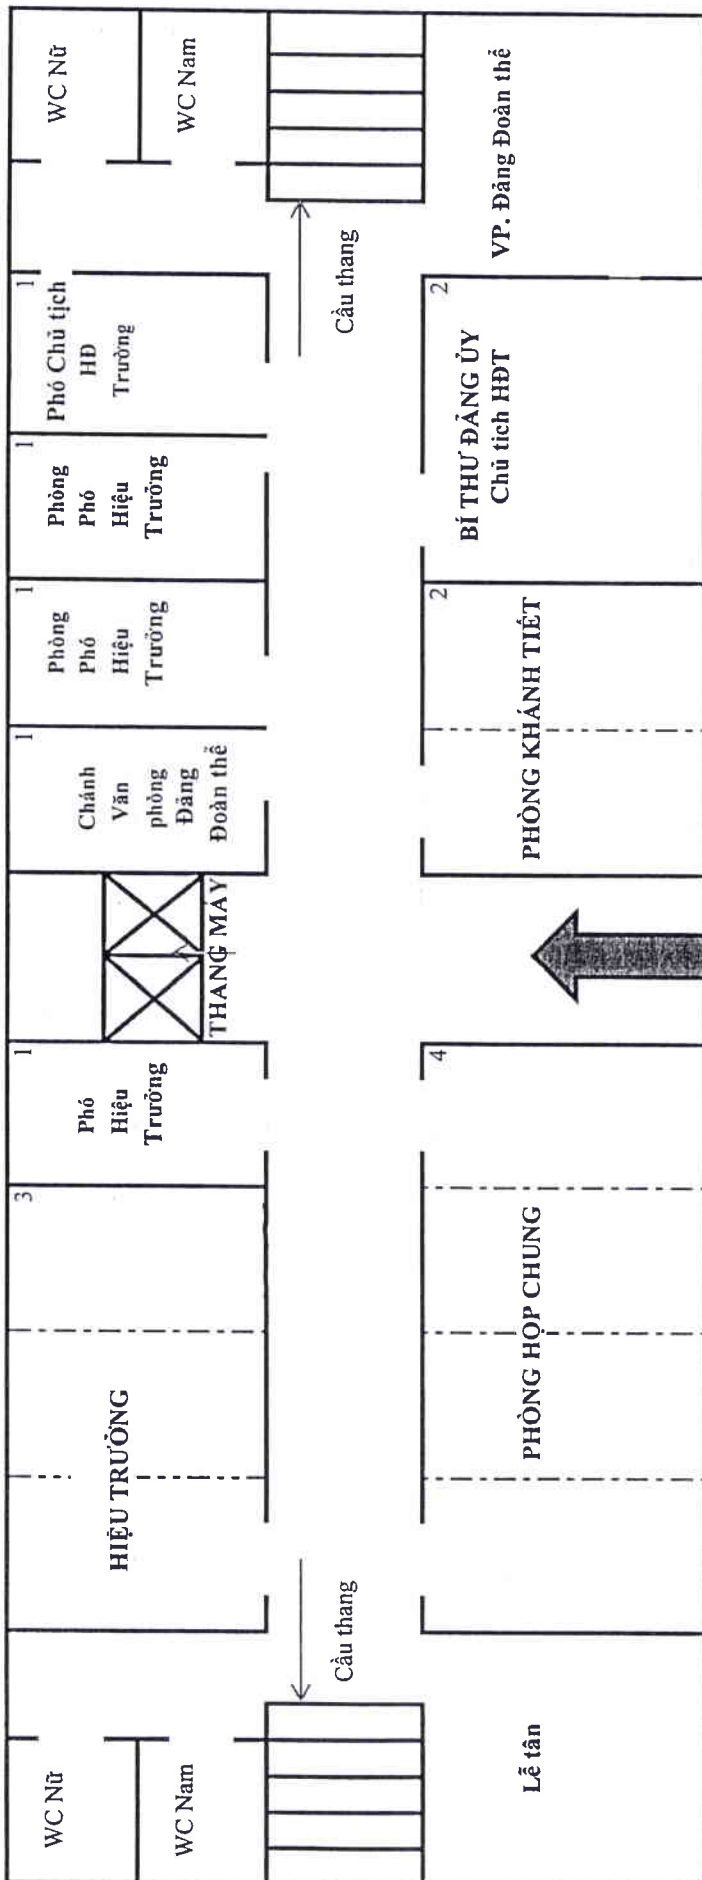 WC Nữ
WC Nam
HIỆU TRƯỞNG
3
Phó
Hiệu
Trưởng
1
THANG MÁY
Chánh
Văn
phòng
Đảng
Đoàn thể
1
Phòng
Phó
Hiệu
Trưởng
1
Phòng
Phó
Hiệu
Trưởng
1
Phó Chủ tịch
HĐ
Trường
1
WC Nữ
WC Nam
Cầu thang
Cầu thang
Lễ tân
PHÒNG HỌP CHUNG
4
PHÒNG KHÁNH TIẾT
2
BÍ THƯ ĐẢNG ỦY
Chủ tich HĐT
2
VP. Đảng Đoàn thể